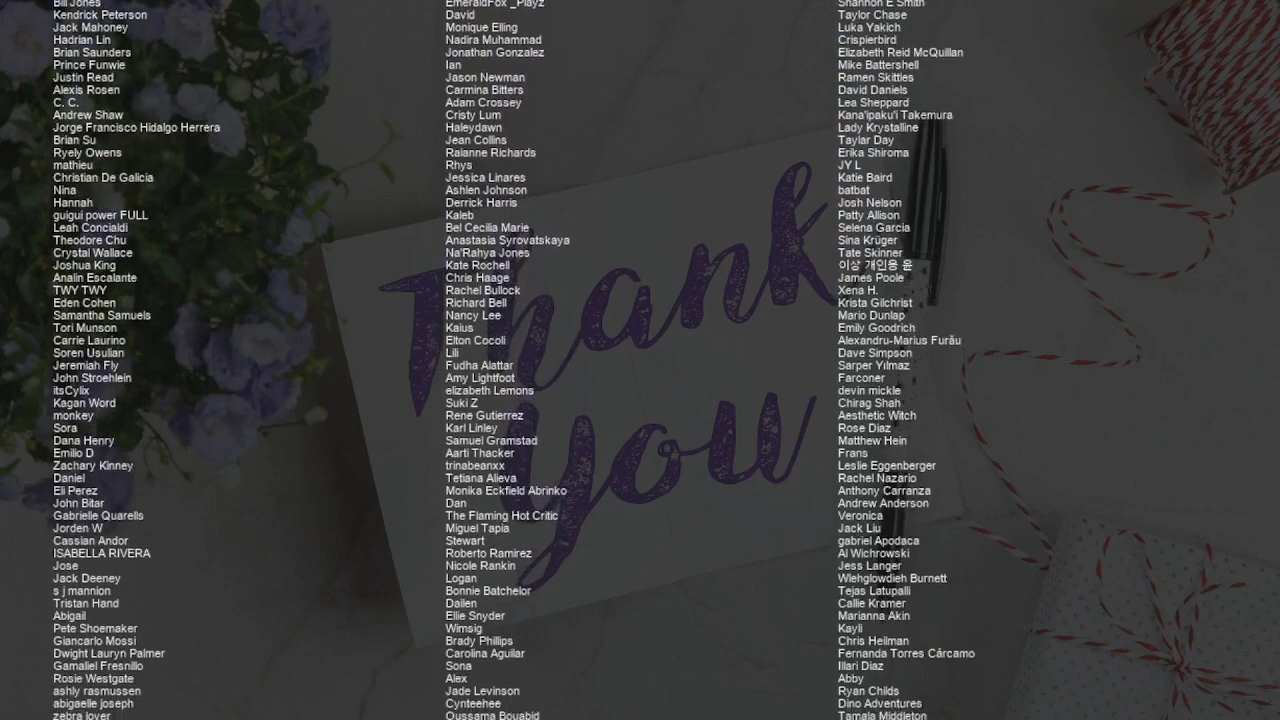 Bill Jones
Kendrick Peterson
Jack Mahoney
Hadrian Lin
Brian Saunders
Prince Funwie
Justin Read
Alexis Rosen
C. C.
Andrew Shaw
Jorge Francisco Hidalgo Herrera
Brian Su
Ryely Owens
mathieu
Christian De Galicia
Nina
Hannah
guigui power FULL
Leah Concialdi
Theodore Chu
Crystal Wallace
Joshua King
Analin Escalante
TWY TWY
Eden Cohen
Samantha Samuels
Tori Munson
Carrie Laurino
Soren Usulian
Jeremiah Fly
John Stroehlein
itsCylix
Kagan Word
monkey
Sora
Dana Henry
Emilio D
Zachary Kinney
Daniel
Eli Perez
John Bitar
Gabrielle Quarells
Jorden W
Cassian Andor
ISABELLA RIVERA
Jose
Jack Deeney
s j mannion
Tristan Hand
Abigail
Pete Shoemaker
Giancarlo Mossi
Dwight Lauryn Palmer
Gamaliel Fresnillo
Rosie Westgate
ashly rasmussen
abigaelle joseph
zebra lover
EmeraldFox _Playz
David
Monique Elling
Nadira Muhammad
Jonathan Gonzalez
Ian
Jason Newman
Carmina Bitters
Adam Crossey
Cristy Lum
Haleydawn
Jean Collins
Raianne Richards
Rhys
Jessica Linares
Ashlen Johnson
Derrick Harris
Kaleb
Bel Cecilia Marie
Anastasia Syrovatskaya
Na'Rahya Jones
Kate Rochell
Chris Haage
Rachel Bullock
Richard Bell
Nancy Lee
Kaius
Elton Cocoli
Lili
Fudha Alattar
Amy Lightfoot
elizabeth Lemons
Suki Z
Rene Gutierrez
Karl Linley
Samuel Gramstad
Aarti Thacker
trinabeanxx
Tetiana Alieva
Monika Eckfield Abrinko
Dan
The Flaming Hot Critic
Miguel Tapia
Stewart
Roberto Ramirez
Nicole Rankin
Logan
Bonnie Batchelor
Dailen
Ellie Snyder
Wimsig
Brady Phillips
Carolina Aguilar
Sona
Alex
Jade Levinson
Cynteehee
Oussama Bouabid
Shannon E Smith
Taylor Chase
Luka Yakich
Crispierbird
Elizabeth Reid McQuillan
Mike Battershell
Ramen Skittles
David Daniels
Lea Sheppard
Kana'ipaku'i Takemura
Lady Krystalline
Taylar Day
Erika Shiroma
JY L
Katie Baird
batbat
Josh Nelson
Patty Allison
Selena Garcia
Sina Krüger
Tate Skinner
이상 개인용 윤
James Poole
Xena H.
Krista Gilchrist
Mario Dunlap
Emily Goodrich
Alexandru-Marius Furău
Dave Simpson
Sarper Yılmaz
Farconer
devin mickle
Chirag Shah
Aesthetic Witch
Rose Diaz
Matthew Hein
Frans
Leslie Eggenberger
Rachel Nazario
Anthony Carranza
Andrew Anderson
Veronica
Jack Liu
gabriel Apodaca
Al Wichrowski
Jess Langer
Wlehglowdieh Burnett
Tejas Latupalli
Callie Kramer
Marianna Akin
Kayli
Chris Heilman
Fernanda Torres Cárcamo
Illari Diaz
Abby
Ryan Childs
Dino Adventures
Tamala Middleton
Thank
you